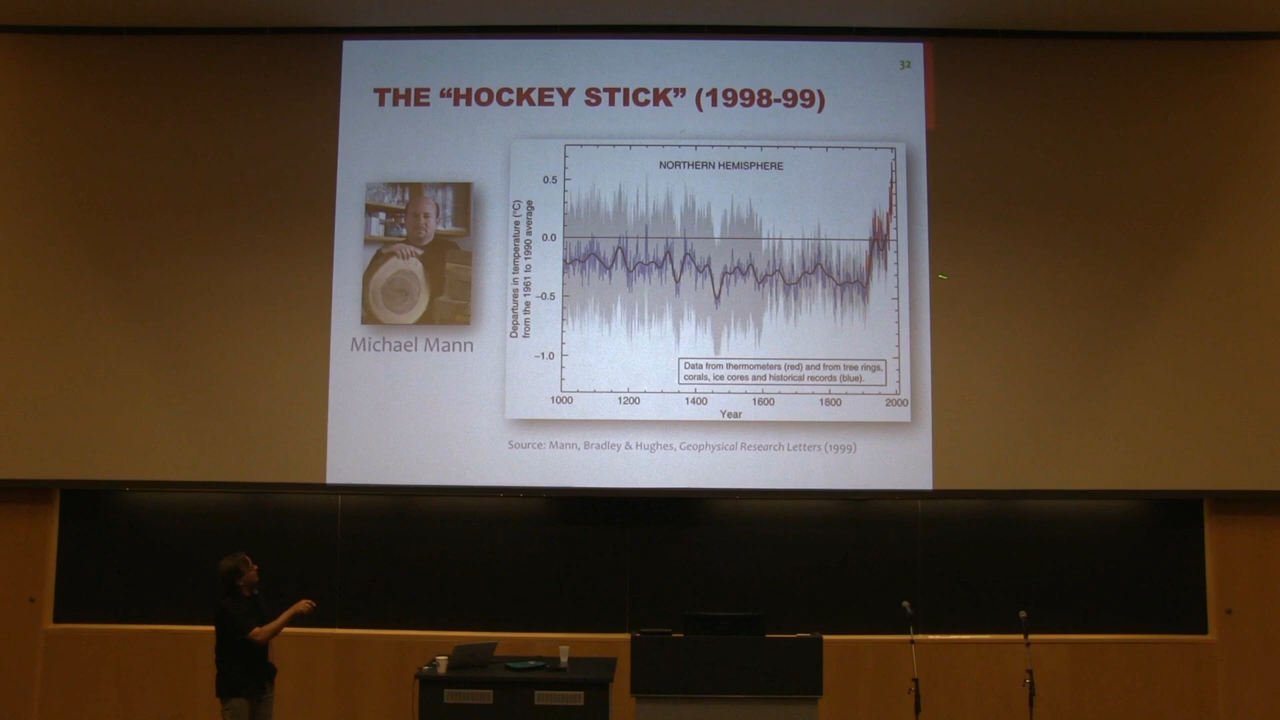 32
THE “HOCKEY STICK” (1998-99)
NORTHERN HEMISPHERE
Departures in temperature (°C)
from the 1961 to 1990 average
0.5
0.0
−0.5
−1.0
Data from thermometers (red) and from tree rings,
corals, ice cores and historical records (blue).
1000 1200 1400 1600 1800 2000
Year
Michael Mann
Source: Mann, Bradley & Hughes, Geophysical Research Letters (1999)